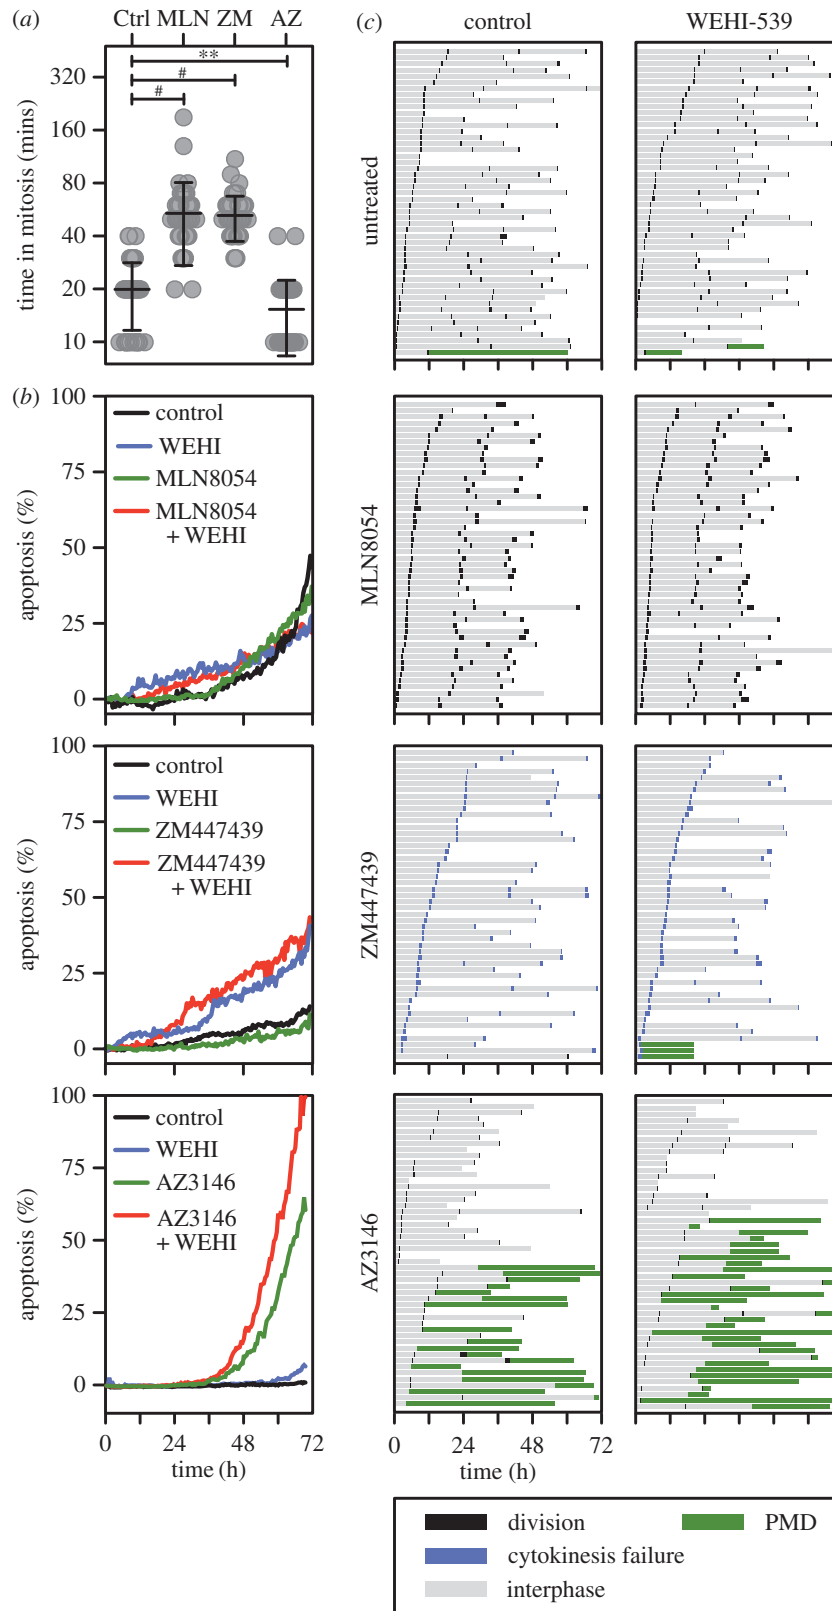 (a)
Ctrl MLN ZM AZ
**
#
#
320
160
80
40
20
10
time in mitosis (mins)
(b)
100
75
50
25
0
apoptosis (%)
control
WEHI
MLN8054
MLN8054
+ WEHI
100
75
50
25
0
apoptosis (%)
control
WEHI
ZM447439
ZM447439
+ WEHI
100
75
50
25
0
apoptosis (%)
control
WEHI
AZ3146
AZ3146
+ WEHI
0 24 48 72
time (h)
(c)
control
WEHI-539
untreated
MLN8054
ZM447439
AZ3146
0 24 48 72
time (h)
division
PMD
cytokinesis failure
interphase